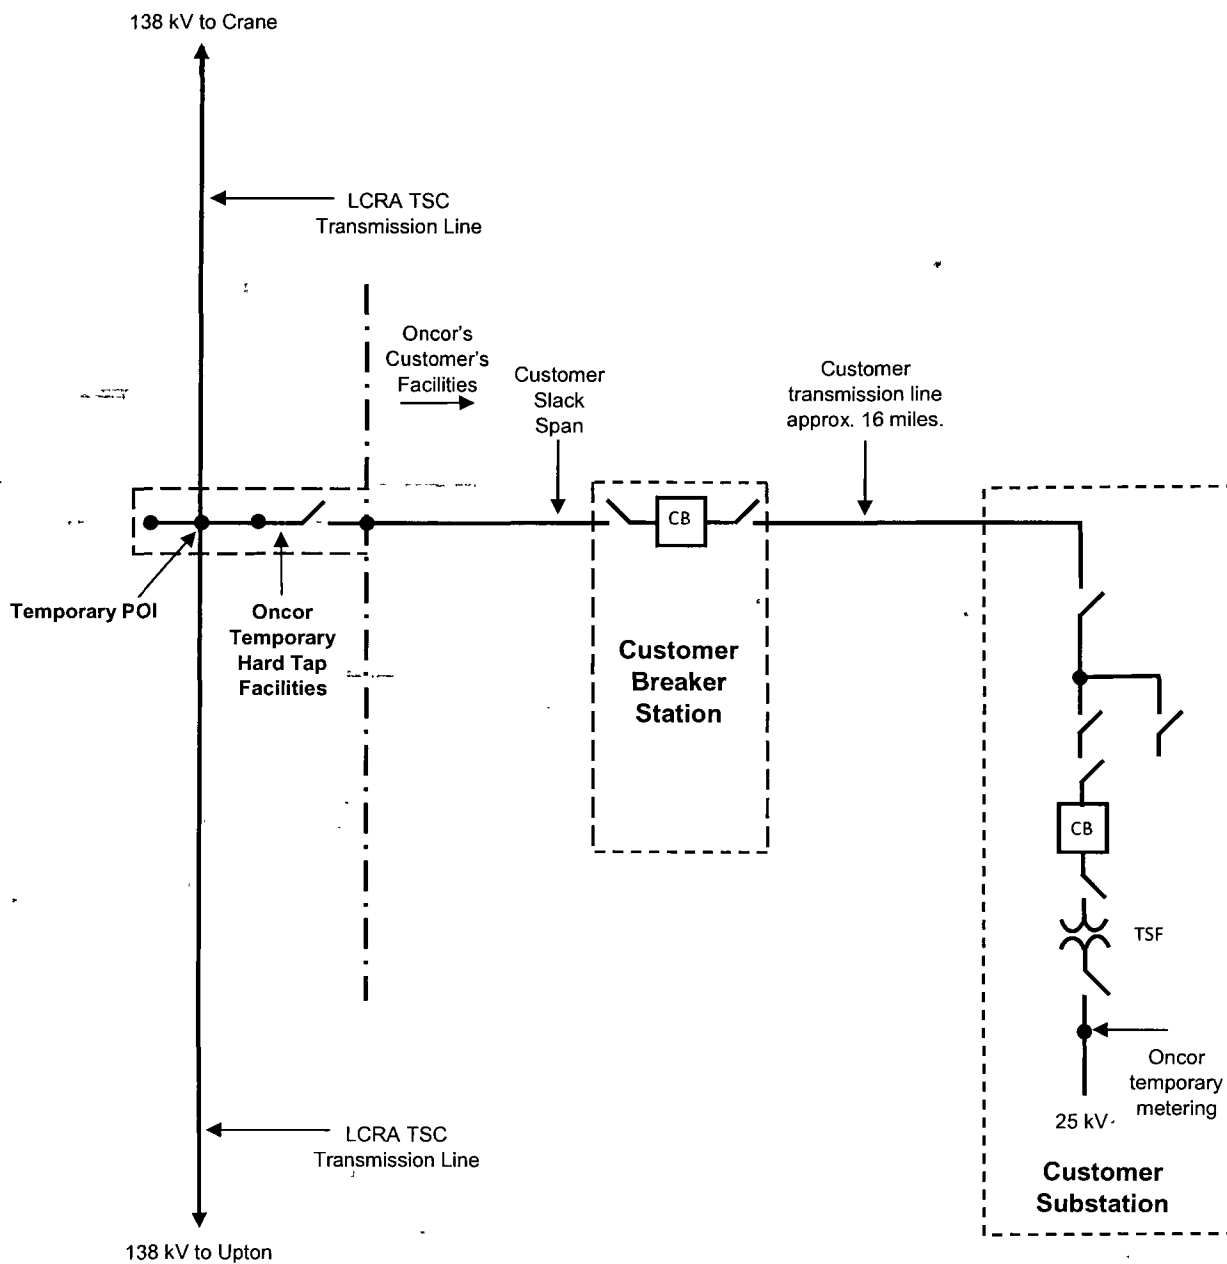 138 kV to Crane
LCRA TSC
Transmission Line
Oncor's
Customer's
Facilities
Customer
Slack
Span
Customer
transmission line
approx. 16 miles.
CB
Temporary POI
Oncor
Temporary
Hard Tap
Facilities
Customer
Breaker
Station
CB
TSF
Oncor
temporary
metering
25 kV
LCRA TSC
Transmission Line
Customer
Substation
138 kV to Upton